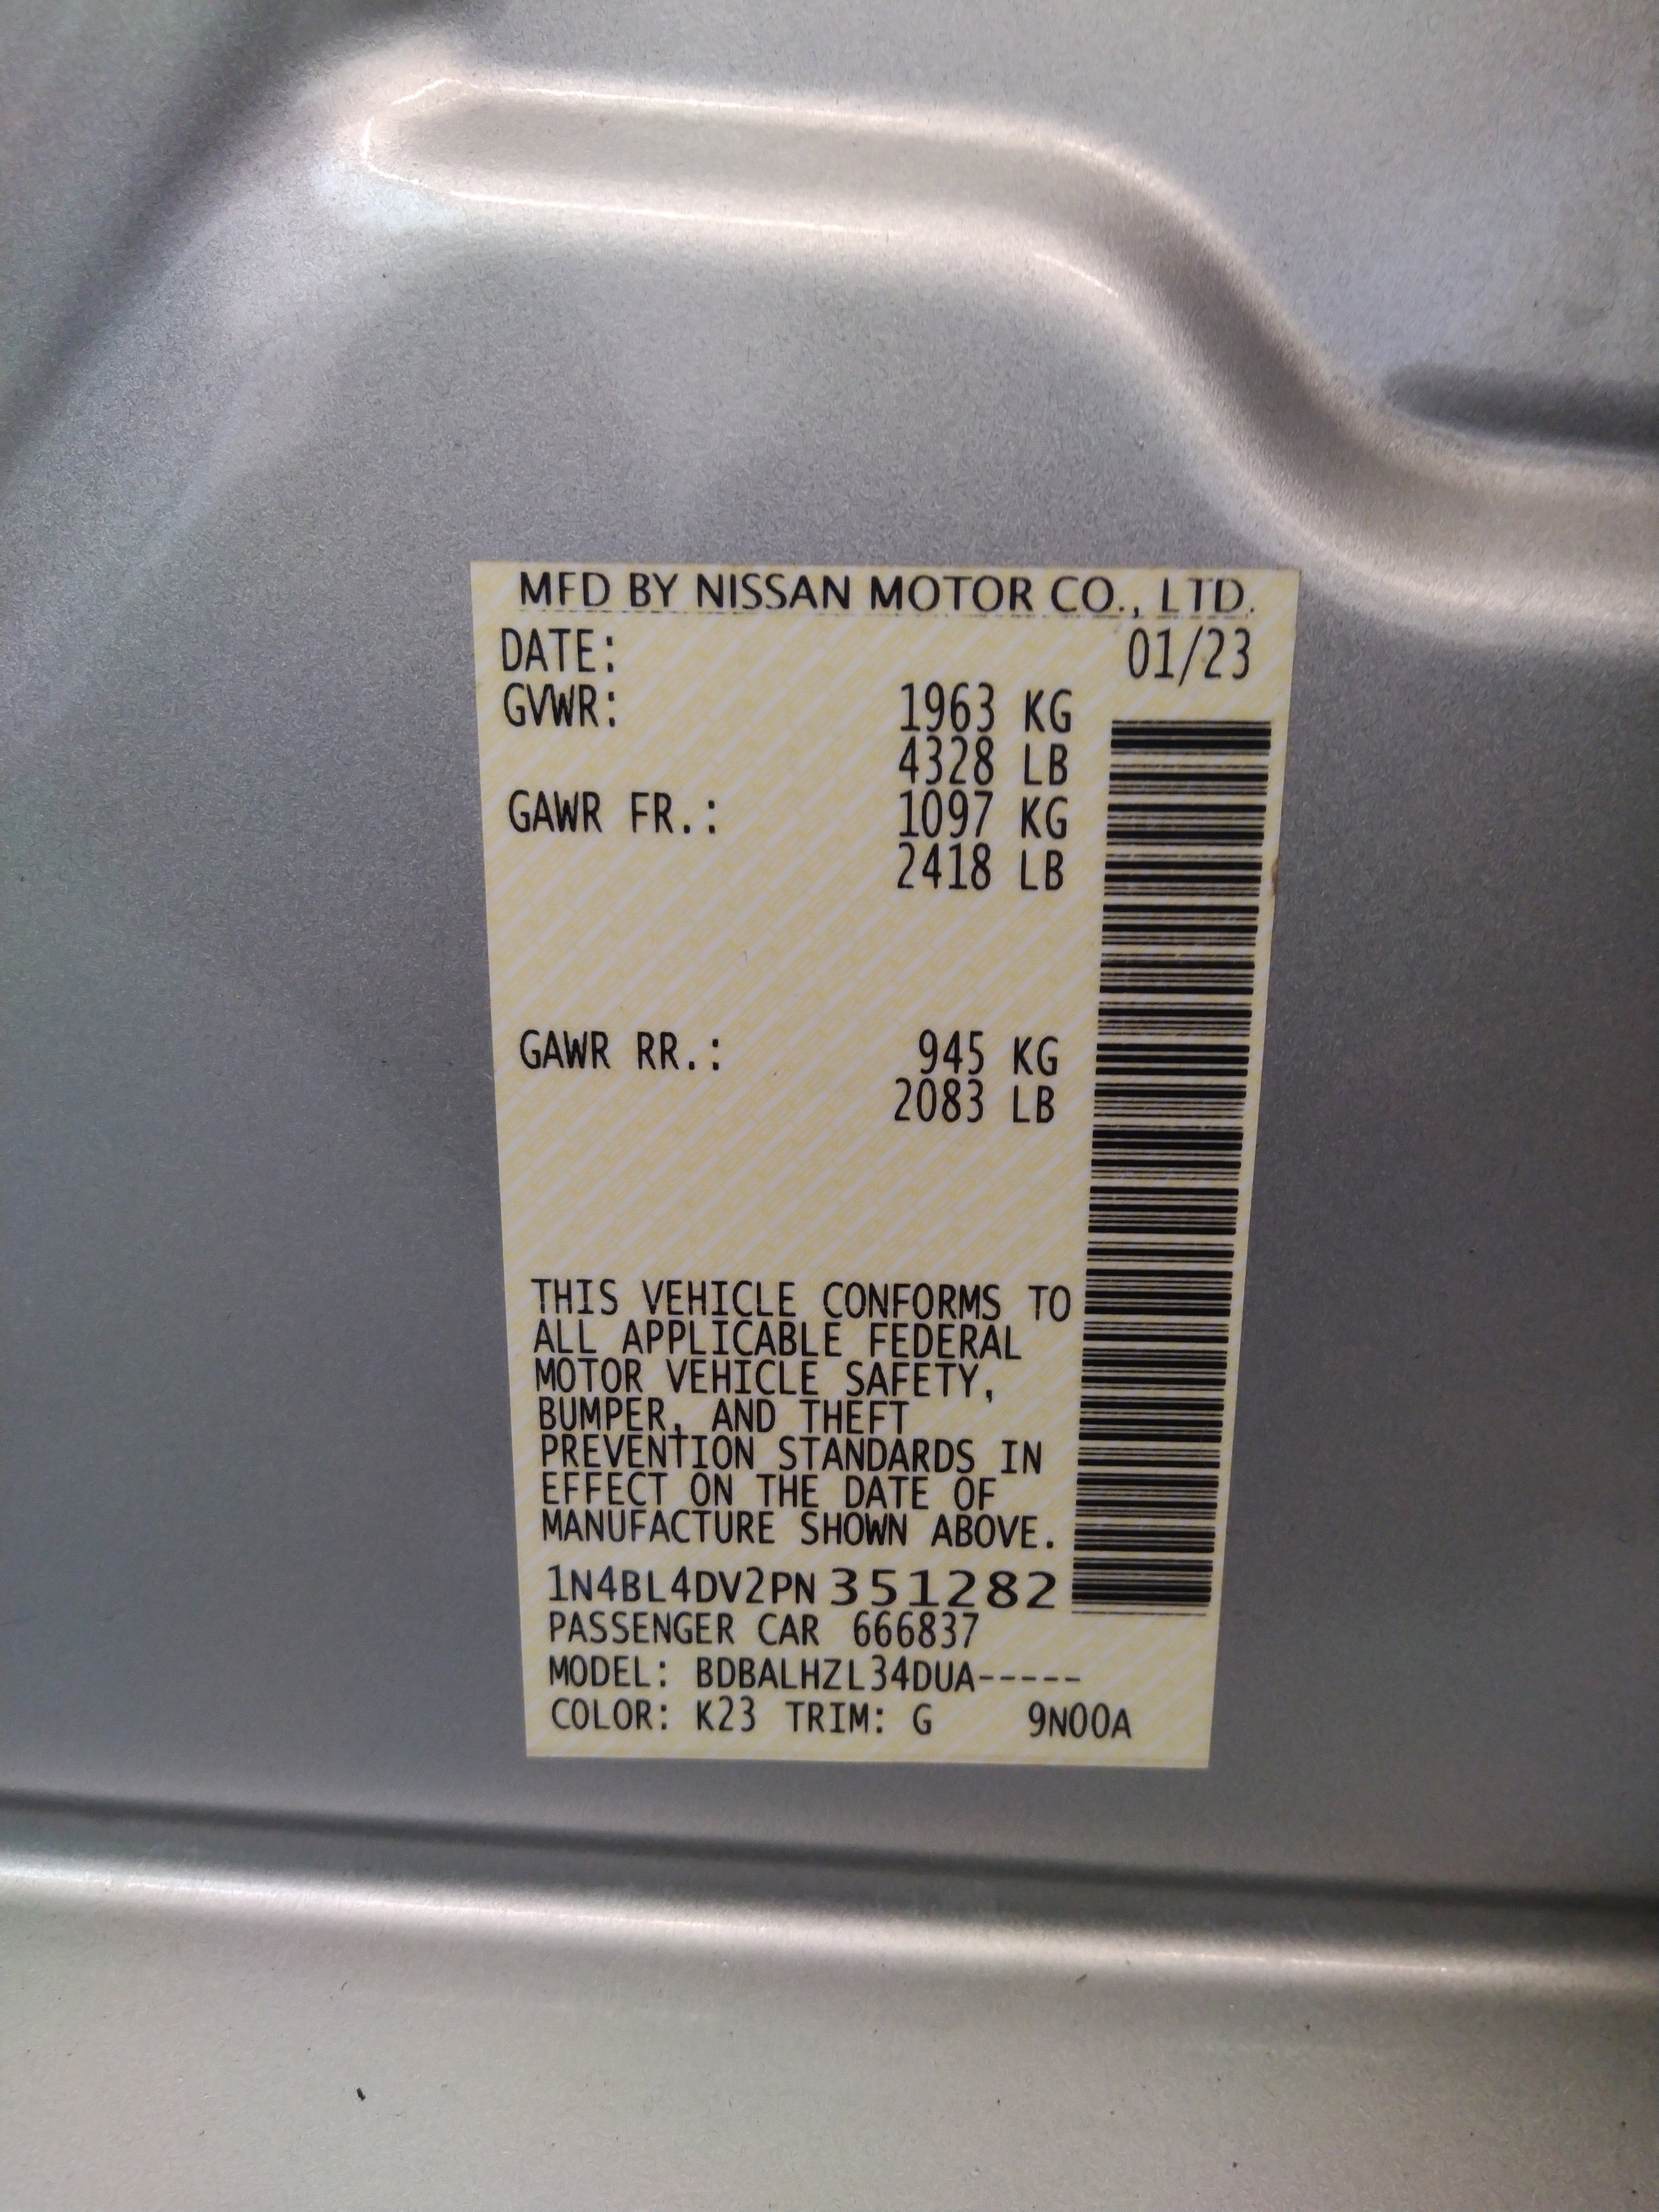 MFD BY NISSAN MOTOR CO., LTD.
DATE: 01/23
GVWR: 1963 KG
4328 LB
GAWR FR.: 1097 KG
2418 LB
GAWR RR.: 945 KG
2083 LB
THIS VEHICLE CONFORMS TO
ALL APPLICABLE FEDERAL
MOTOR VEHICLE SAFETY,
BUMPER, AND THEFT
PREVENTION STANDARDS IN
EFFECT ON THE DATE OF
MANUFACTURE SHOWN ABOVE.
1N4BL4DV2PN351282
PASSENGER CAR 666837
MODEL: BDBALHZL34DUA-----
COLOR: K23 TRIM: G 9N00A